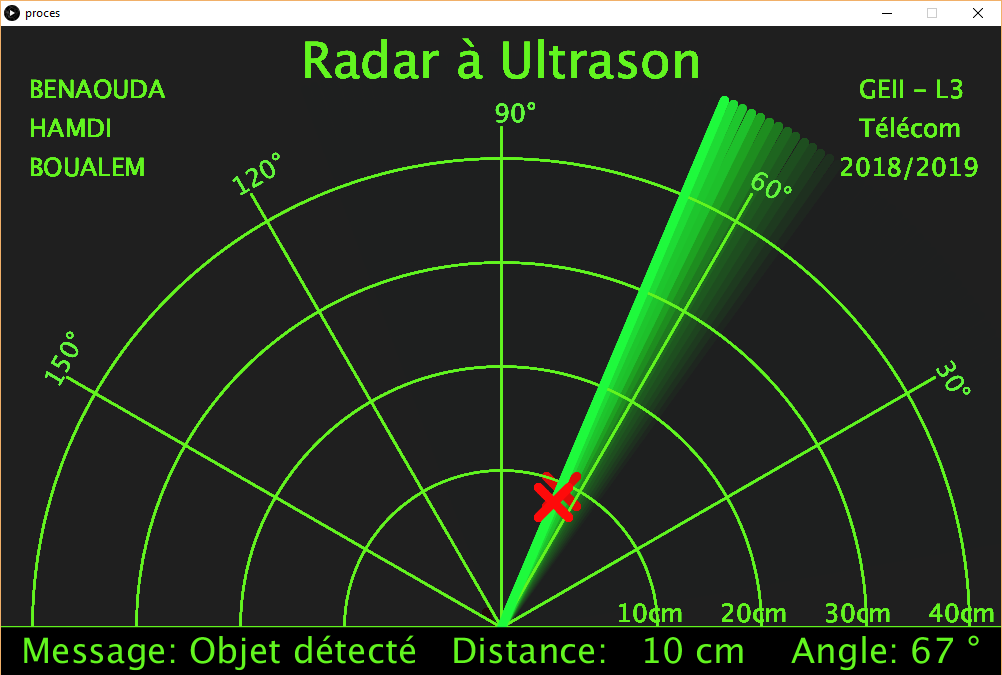 proces
Radar à Ultrason
BENAOUDA
HAMDI
BOUALEM
GEII - L3
Télécom
2018/2019
90°
120°
60°
150°
30°
10cm
20cm
30cm
40cm
Message: Objet détecté Distance: 10 cm Angle: 67 °